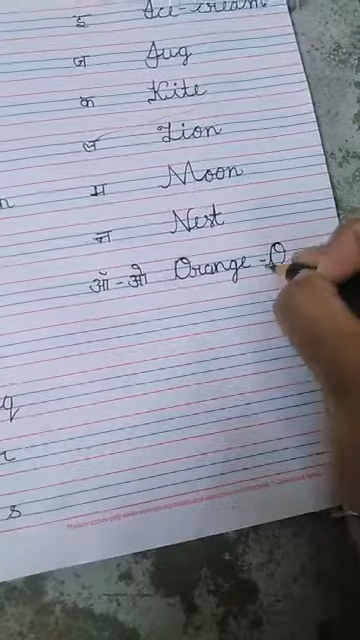 इ Ice-cream
ज Jug
क Kite
ल Lion
म Moon
न Nest
ऑ-ओ Orange -O
q
r
s